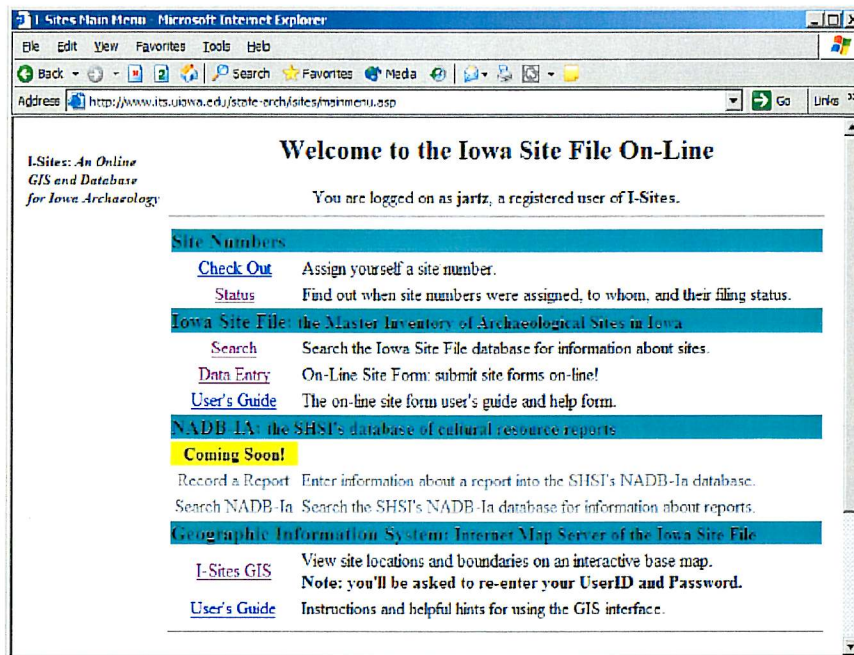 I-Sites Main Menu - Microsoft Internet Explorer
File Edit View Favorites Tools Help
Back Search Favorites Media
Address http://www.its.uiowa.edu/state-arch/isites/mainmenu.asp Go Links »
Welcome to the Iowa Site File On-Line
I-Sites: An Online
GIS and Database
for Iowa Archaeology
You are logged on as jartz, a registered user of I-Sites.
Site Numbers
Check Out Assign yourself a site number.
Status Find out when site numbers were assigned, to whom, and their filing status.
Iowa Site File: the Master Inventory of Archaeological Sites in Iowa
Search Search the Iowa Site File database for information about sites.
Data Entry On-Line Site Form: submit site forms on-line!
User's Guide The on-line site form user's guide and help form.
NADB-IA: the SHSI's database of cultural resource reports
Coming Soon!
Record a Report Enter information about a report into the SHSI's NADB-Ia database.
Search NADB-Ia Search the SHSI's NADB-Ia database for information about reports.
Geographic Information System: Internet Map Server of the Iowa Site File
I-Sites GIS View site locations and boundaries on an interactive base map.
Note: you'll be asked to re-enter your UserID and Password.
User's Guide Instructions and helpful hints for using the GIS interface.